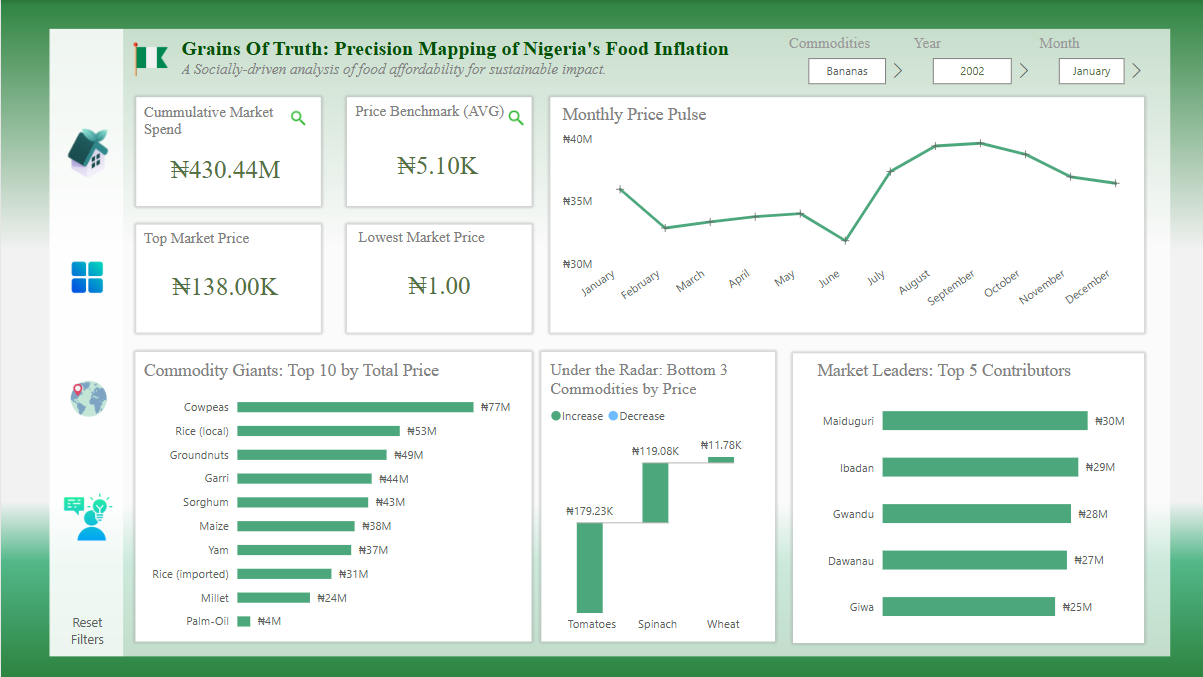 Grains Of Truth: Precision Mapping of Nigeria's Food Inflation
A Socially-driven analysis of food affordability for sustainable impact.
Commodities
Year
Month
Bananas
2002
January
Cummulative Market
Spend
₦430.44M
Price Benchmark (AVG)
₦5.10K
Top Market Price
₦138.00K
Lowest Market Price
₦1.00
Monthly Price Pulse
₦40M
₦35M
₦30M
January
February
March
April
May
June
July
August
September
October
November
December
Commodity Giants: Top 10 by Total Price
Cowpeas ₦77M
Rice (local) ₦53M
Groundnuts ₦49M
Garri ₦44M
Sorghum ₦43M
Maize ₦38M
Yam ₦37M
Rice (imported) ₦31M
Millet ₦24M
Palm-Oil ₦4M
Under the Radar: Bottom 3
Commodities by Price
Increase Decrease
₦179.23K
₦119.08K
₦11.78K
Tomatoes
Spinach
Wheat
Market Leaders: Top 5 Contributors
Maiduguri ₦30M
Ibadan ₦29M
Gwandu ₦28M
Dawanau ₦27M
Giwa ₦25M
Reset
Filters